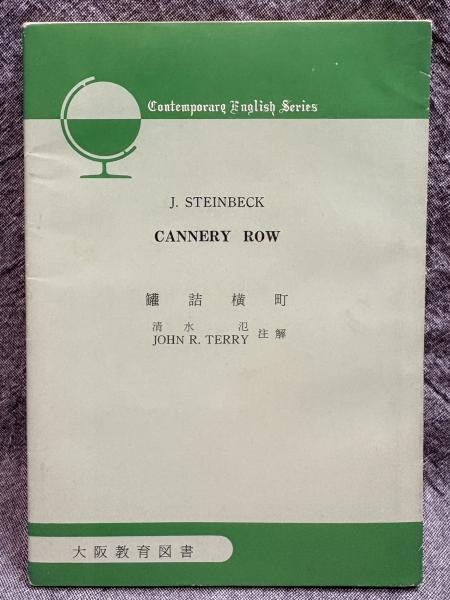 Contemporary English Series
J. STEINBECK
CANNERY ROW
罐詰横町
清水氾
JOHN R. TERRY 注解
大阪教育図書